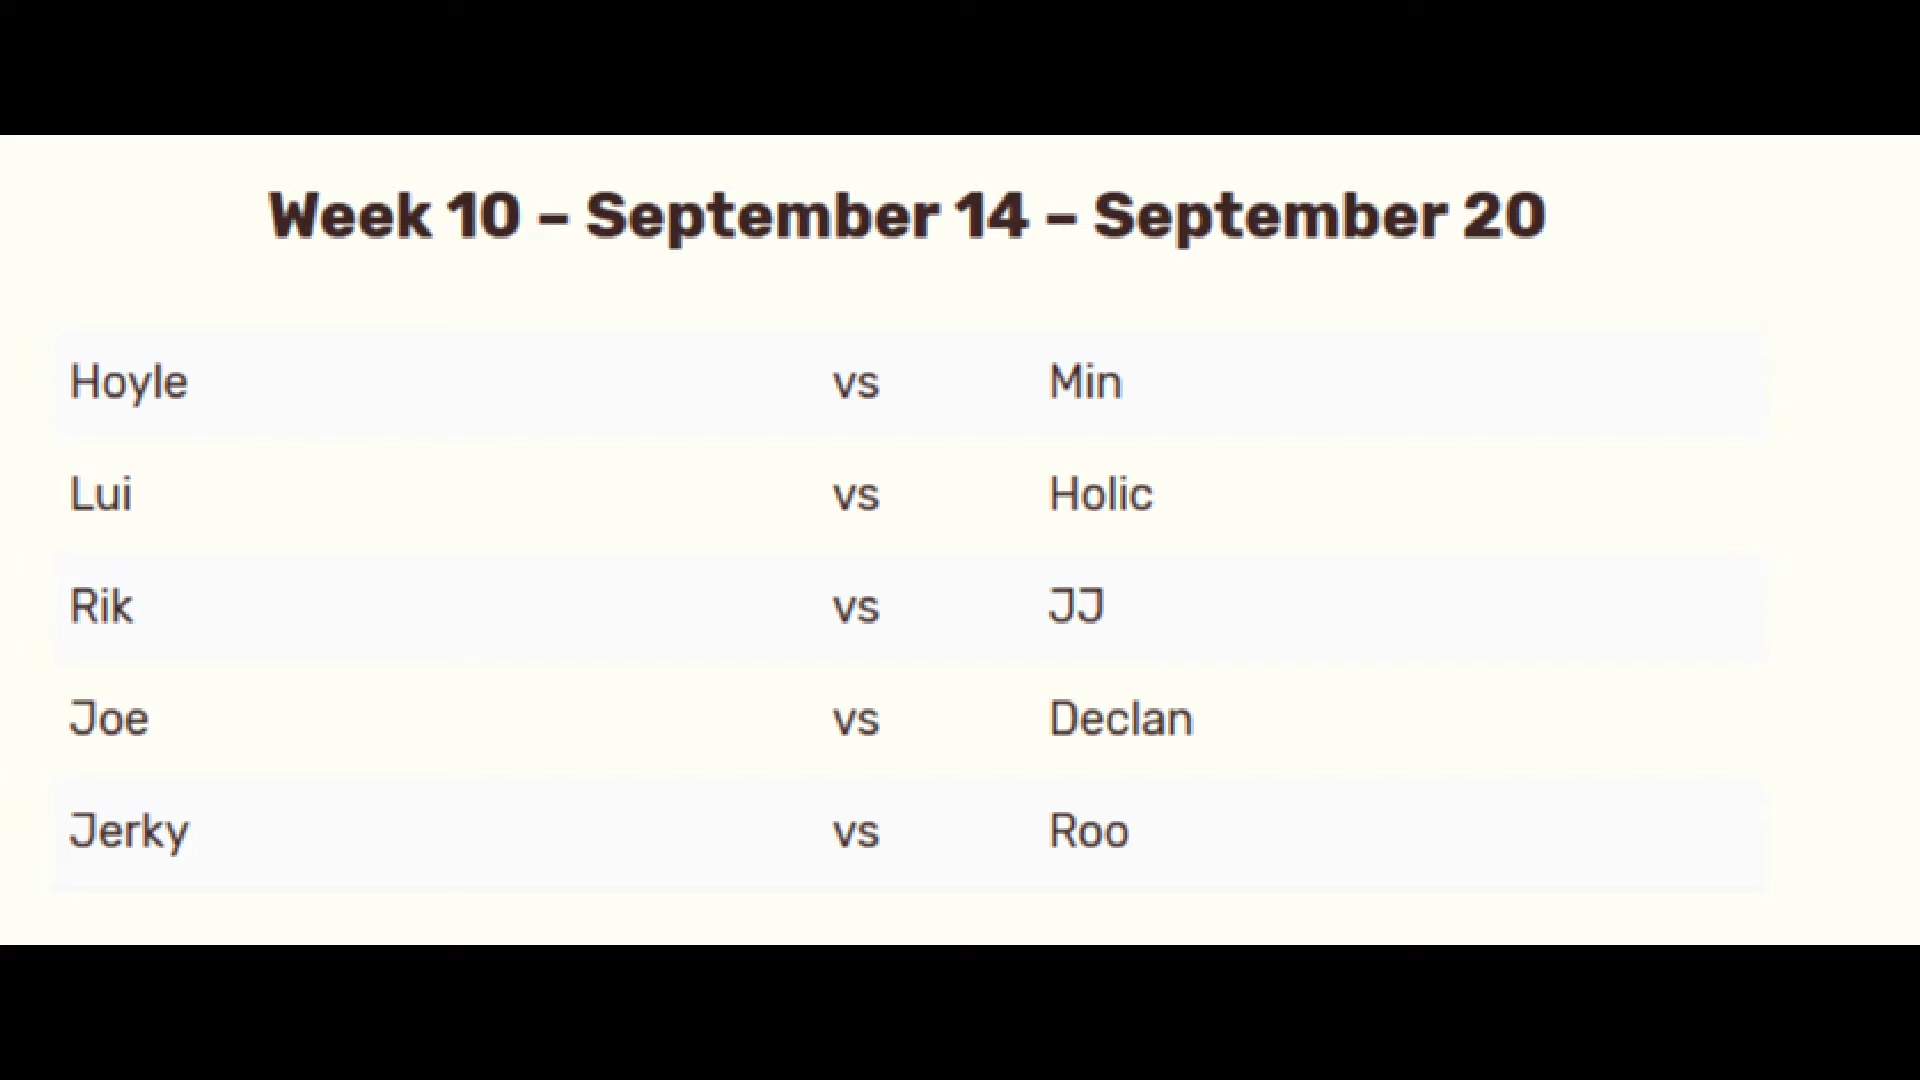 Week 10 – September 14 – September 20
Hoyle vs Min
Lui vs Holic
Rik vs JJ
Joe vs Declan
Jerky vs Roo